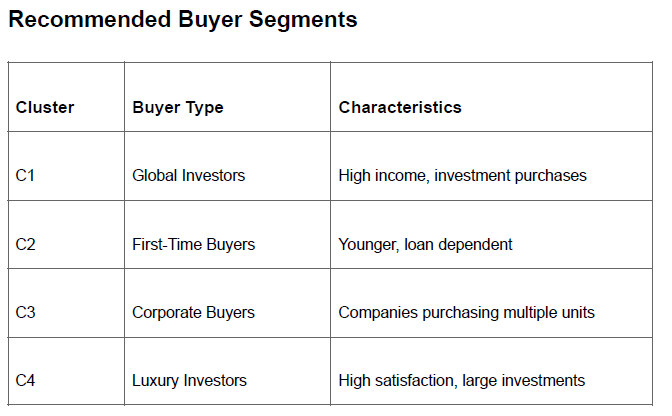 Recommended Buyer Segments
Cluster Buyer Type Characteristics
C1 Global Investors High income, investment purchases
C2 First-Time Buyers Younger, loan dependent
C3 Corporate Buyers Companies purchasing multiple units
C4 Luxury Investors High satisfaction, large investments